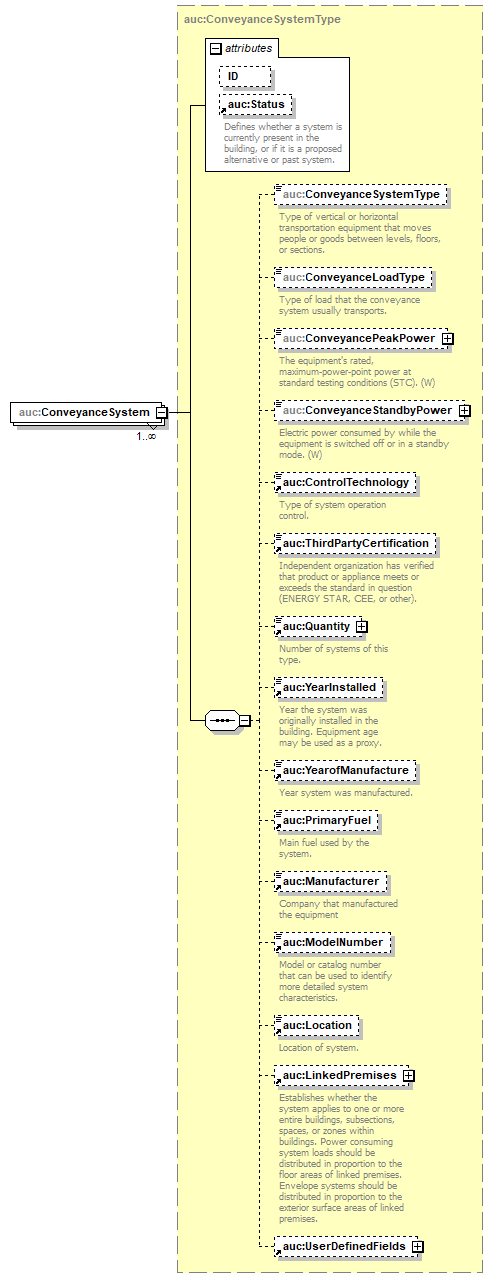 auc:ConveyanceSystemType
attributes
ID
auc:Status
Defines whether a system is
currently present in the
building, or if it is a proposed
alternative or past system.
auc:ConveyanceSystemType
Type of vertical or horizontal
transportation equipment that moves
people or goods between levels, floors,
or sections.
auc:ConveyanceLoadType
Type of load that the conveyance
system usually transports.
auc:ConveyancePeakPower
The equipment's rated,
maximum-power-point power at
standard testing conditions (STC). (W)
auc:ConveyanceSystem
1..∞
auc:ConveyanceStandbyPower
Electric power consumed by while the
equipment is switched off or in a standby
mode. (W)
auc:ControlTechnology
Type of system operation
control.
auc:ThirdPartyCertification
Independent organization has verified
that product or appliance meets or
exceeds the standard in question
(ENERGY STAR, CEE, or other).
auc:Quantity
Number of systems of this
type.
auc:YearInstalled
Year the system was
originally installed in the
building. Equipment age
may be used as a proxy.
auc:YearofManufacture
Year system was manufactured.
auc:PrimaryFuel
Main fuel used by the
system.
auc:Manufacturer
Company that manufactured
the equipment
auc:ModelNumber
Model or catalog number
that can be used to identify
more detailed system
characteristics.
auc:Location
Location of system.
auc:LinkedPremises
Establishes whether the
system applies to one or more
entire buildings, subsections,
spaces, or zones within
buildings. Power consuming
system loads should be
distributed in proportion to the
floor areas of linked premises.
Envelope systems should be
distributed in proportion to the
exterior surface areas of linked
premises.
auc:UserDefinedFields